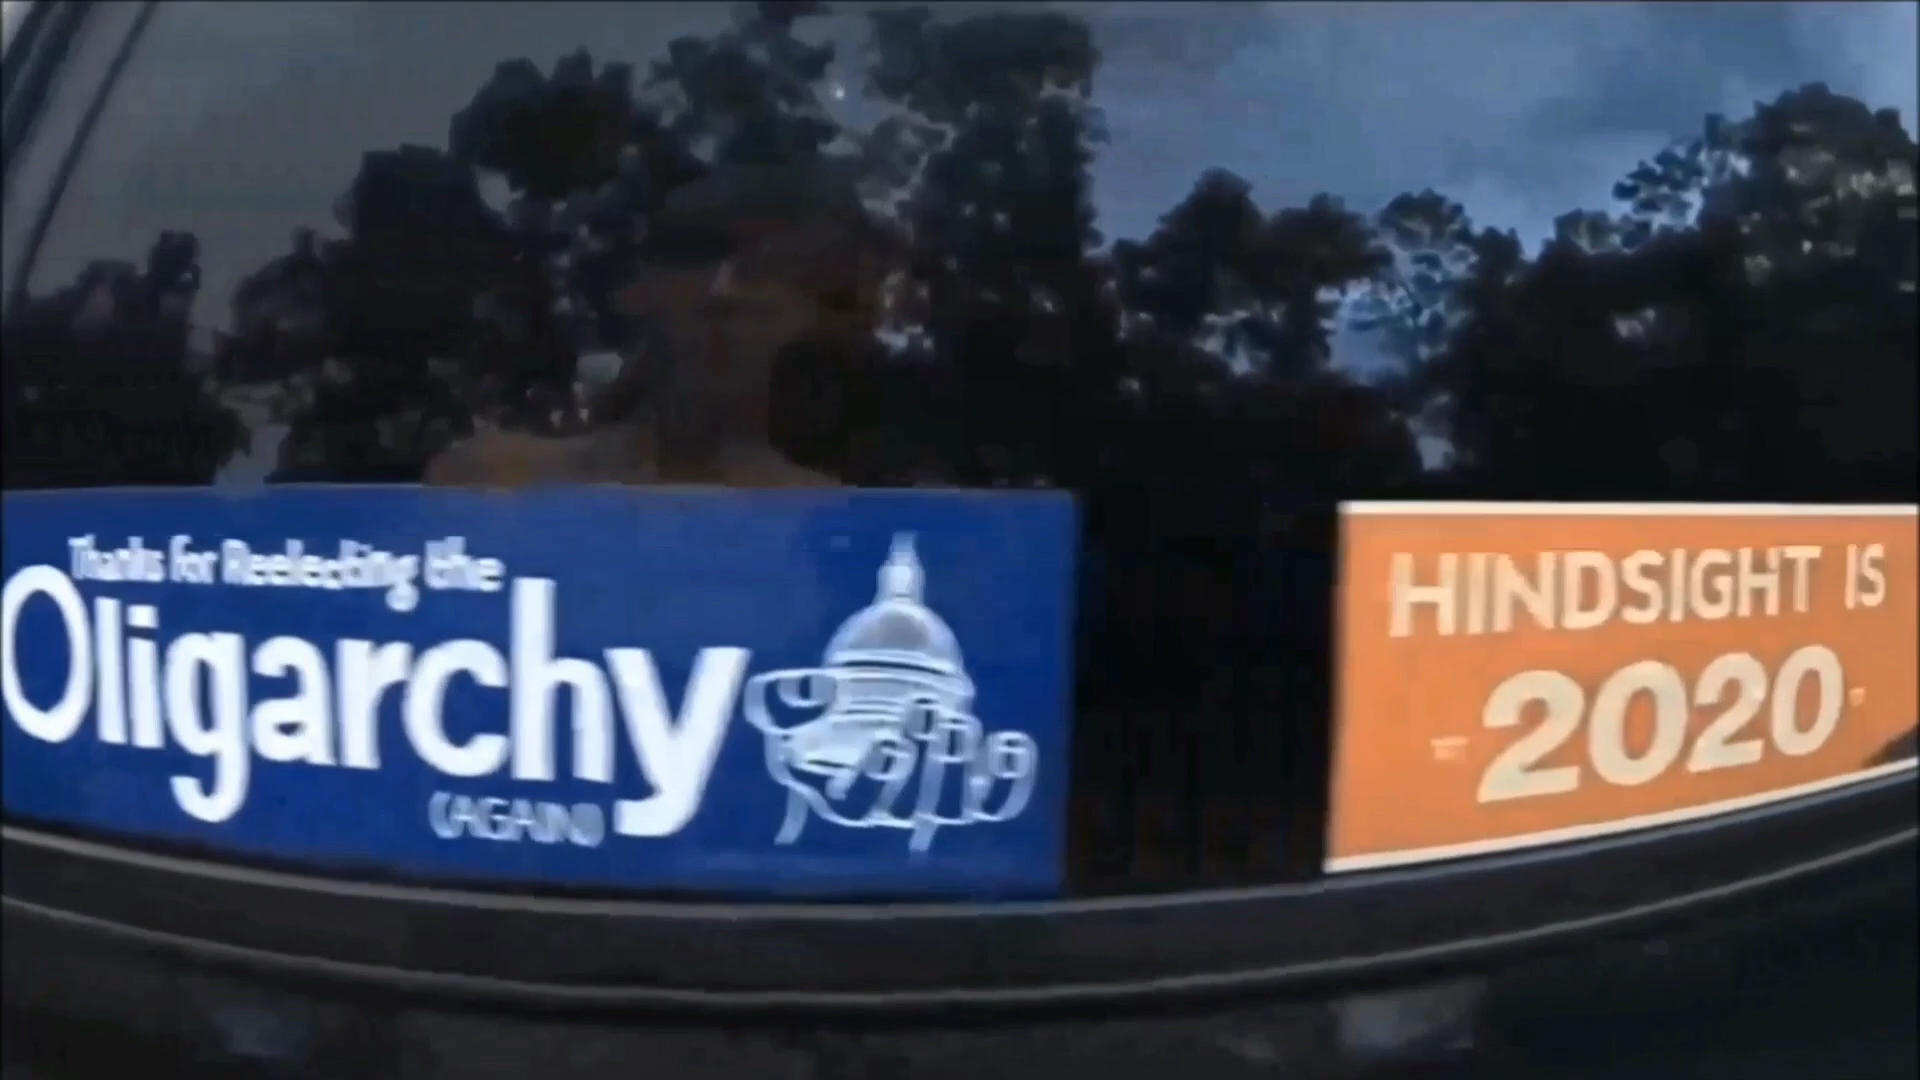 Thanks for Reelecting the
Oligarchy
(AGAIN)
HINDSIGHT IS
2020